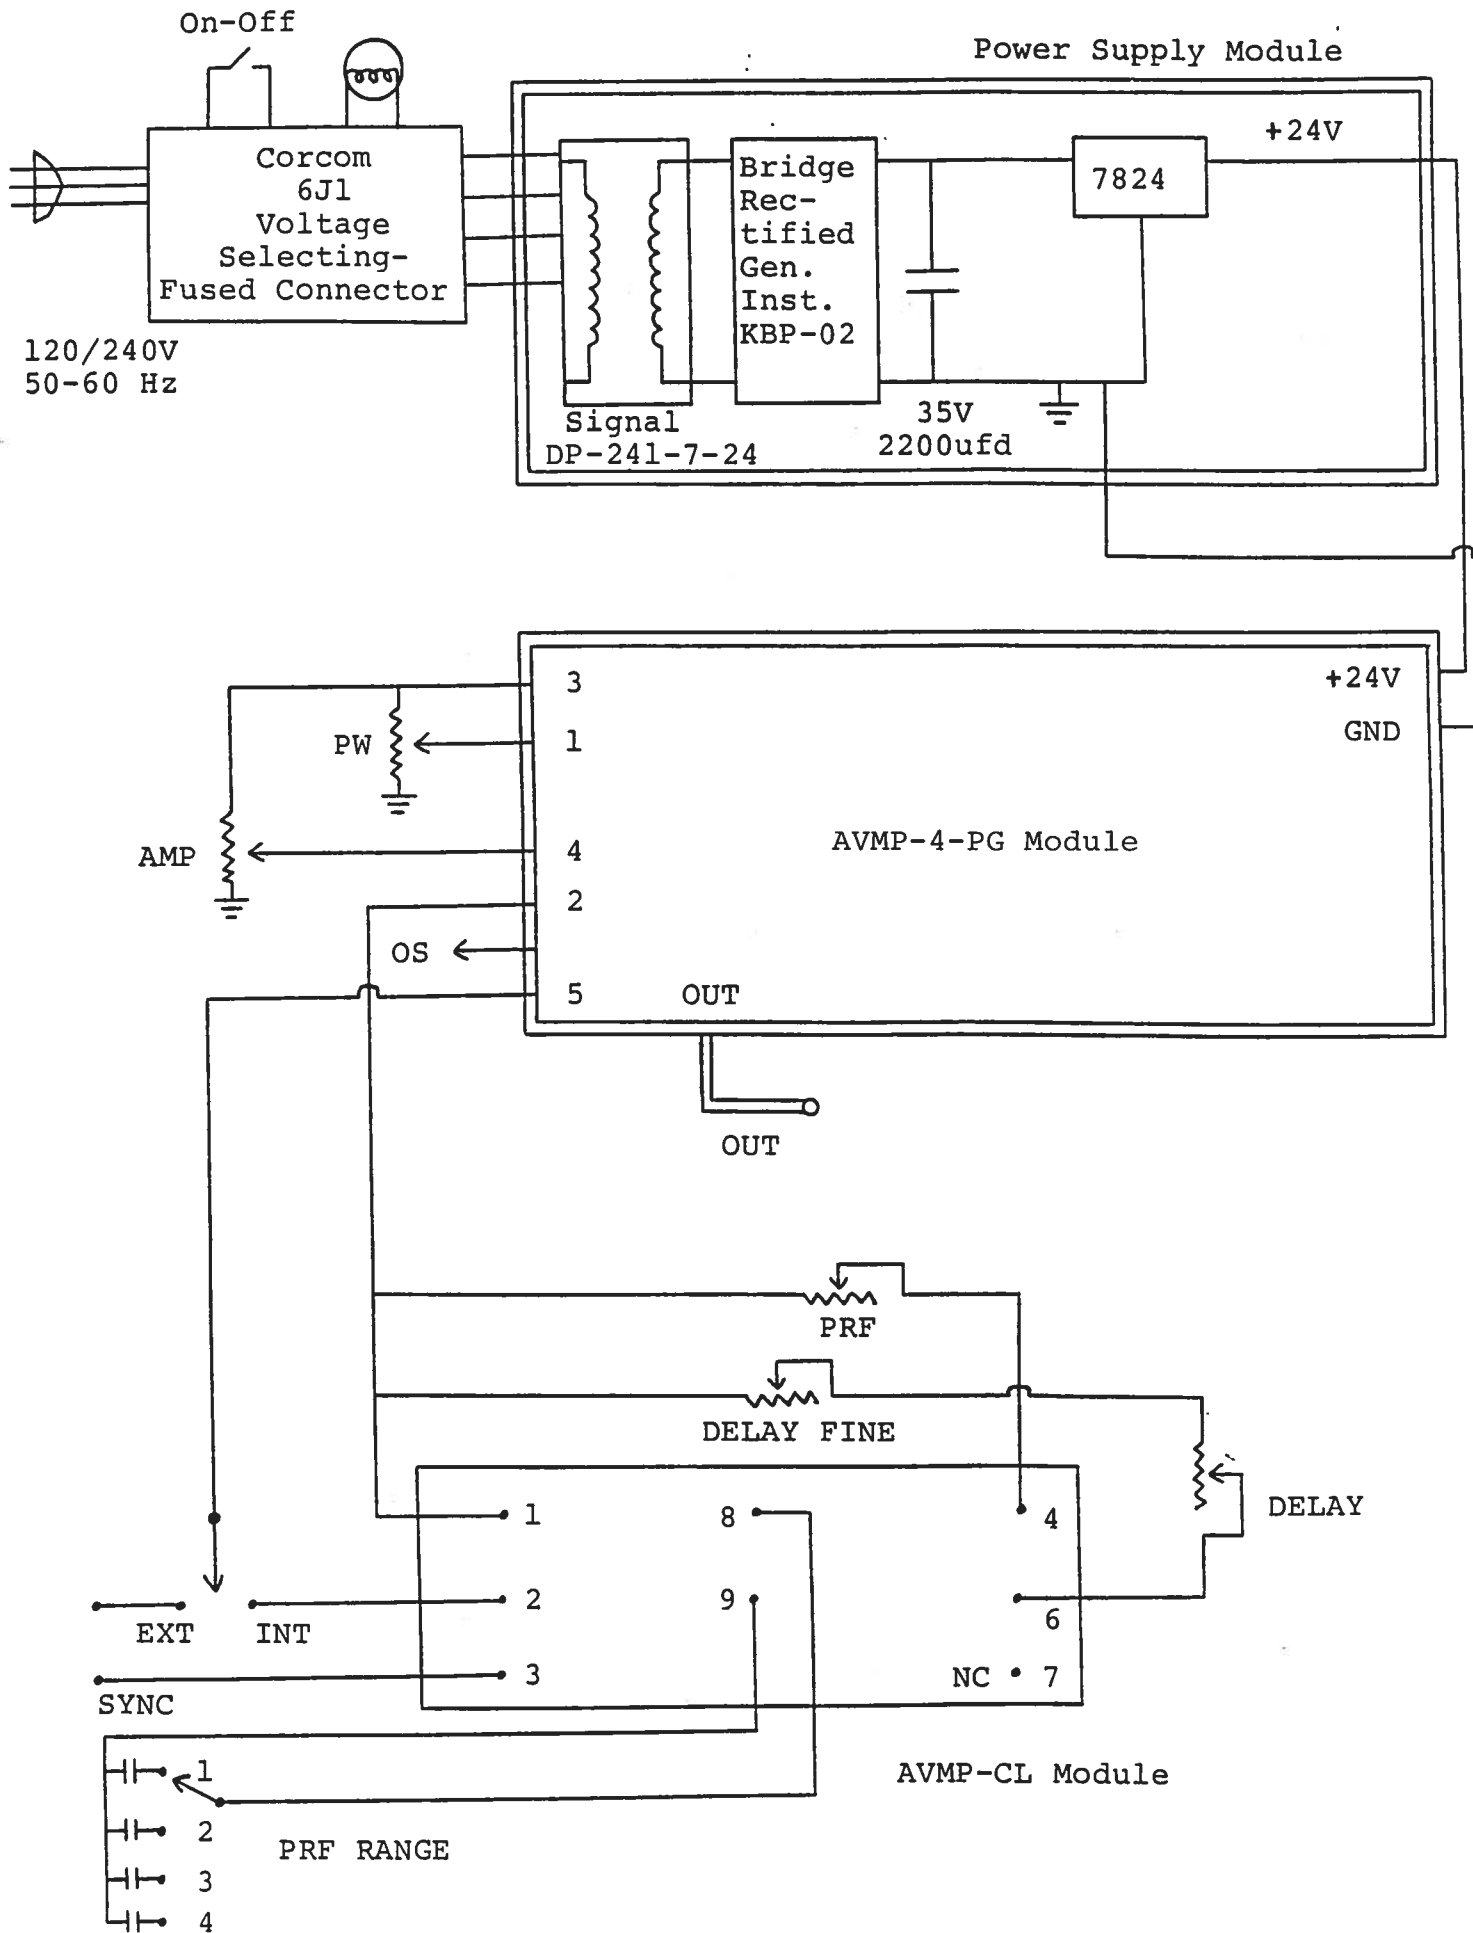 On-Off
Power Supply Module
Corcom
6J1
Voltage
Selecting-
Fused Connector
120/240V
50-60 Hz
Signal
DP-241-7-24
Bridge
Rec-
tified
Gen.
Inst.
KBP-02
35V
2200ufd
7824
+24V
3
1
4
2
5
PW
AMP
OS
AVMP-4-PG Module
+24V
GND
OUT
OUT
PRF
DELAY FINE
DELAY
1
2
3
8
9
4
6
NC 7
EXT INT
SYNC
AVMP-CL Module
1
2
3
4
PRF RANGE